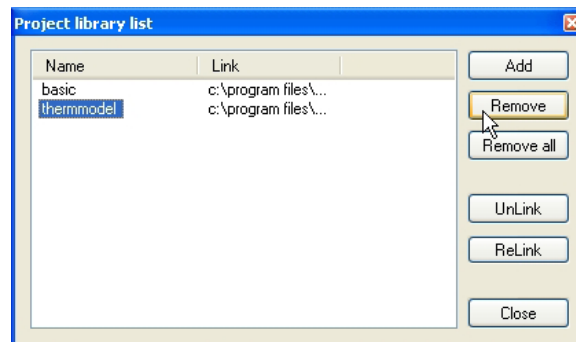 Project library list
Name Link
basic c:\program files\...
thermmodel c:\program files\...
Add
Remove
Remove all
UnLink
ReLink
Close